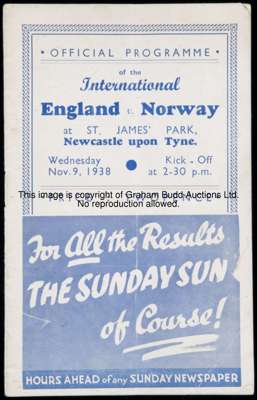 • OFFICIAL PROGRAMME •
of the
International
England v. Norway
at ST. JAMES' PARK,
Newcastle upon Tyne.
Wednesday Kick - Off
Nov. 9, 1938 at 2-30 p.m.
This image is copyright of Graham Budd Auctions Ltd.
No reproduction allowed.
For All the Results
THE SUNDAY SUN
of Course!
HOURS AHEAD of any SUNDAY NEWSPAPER